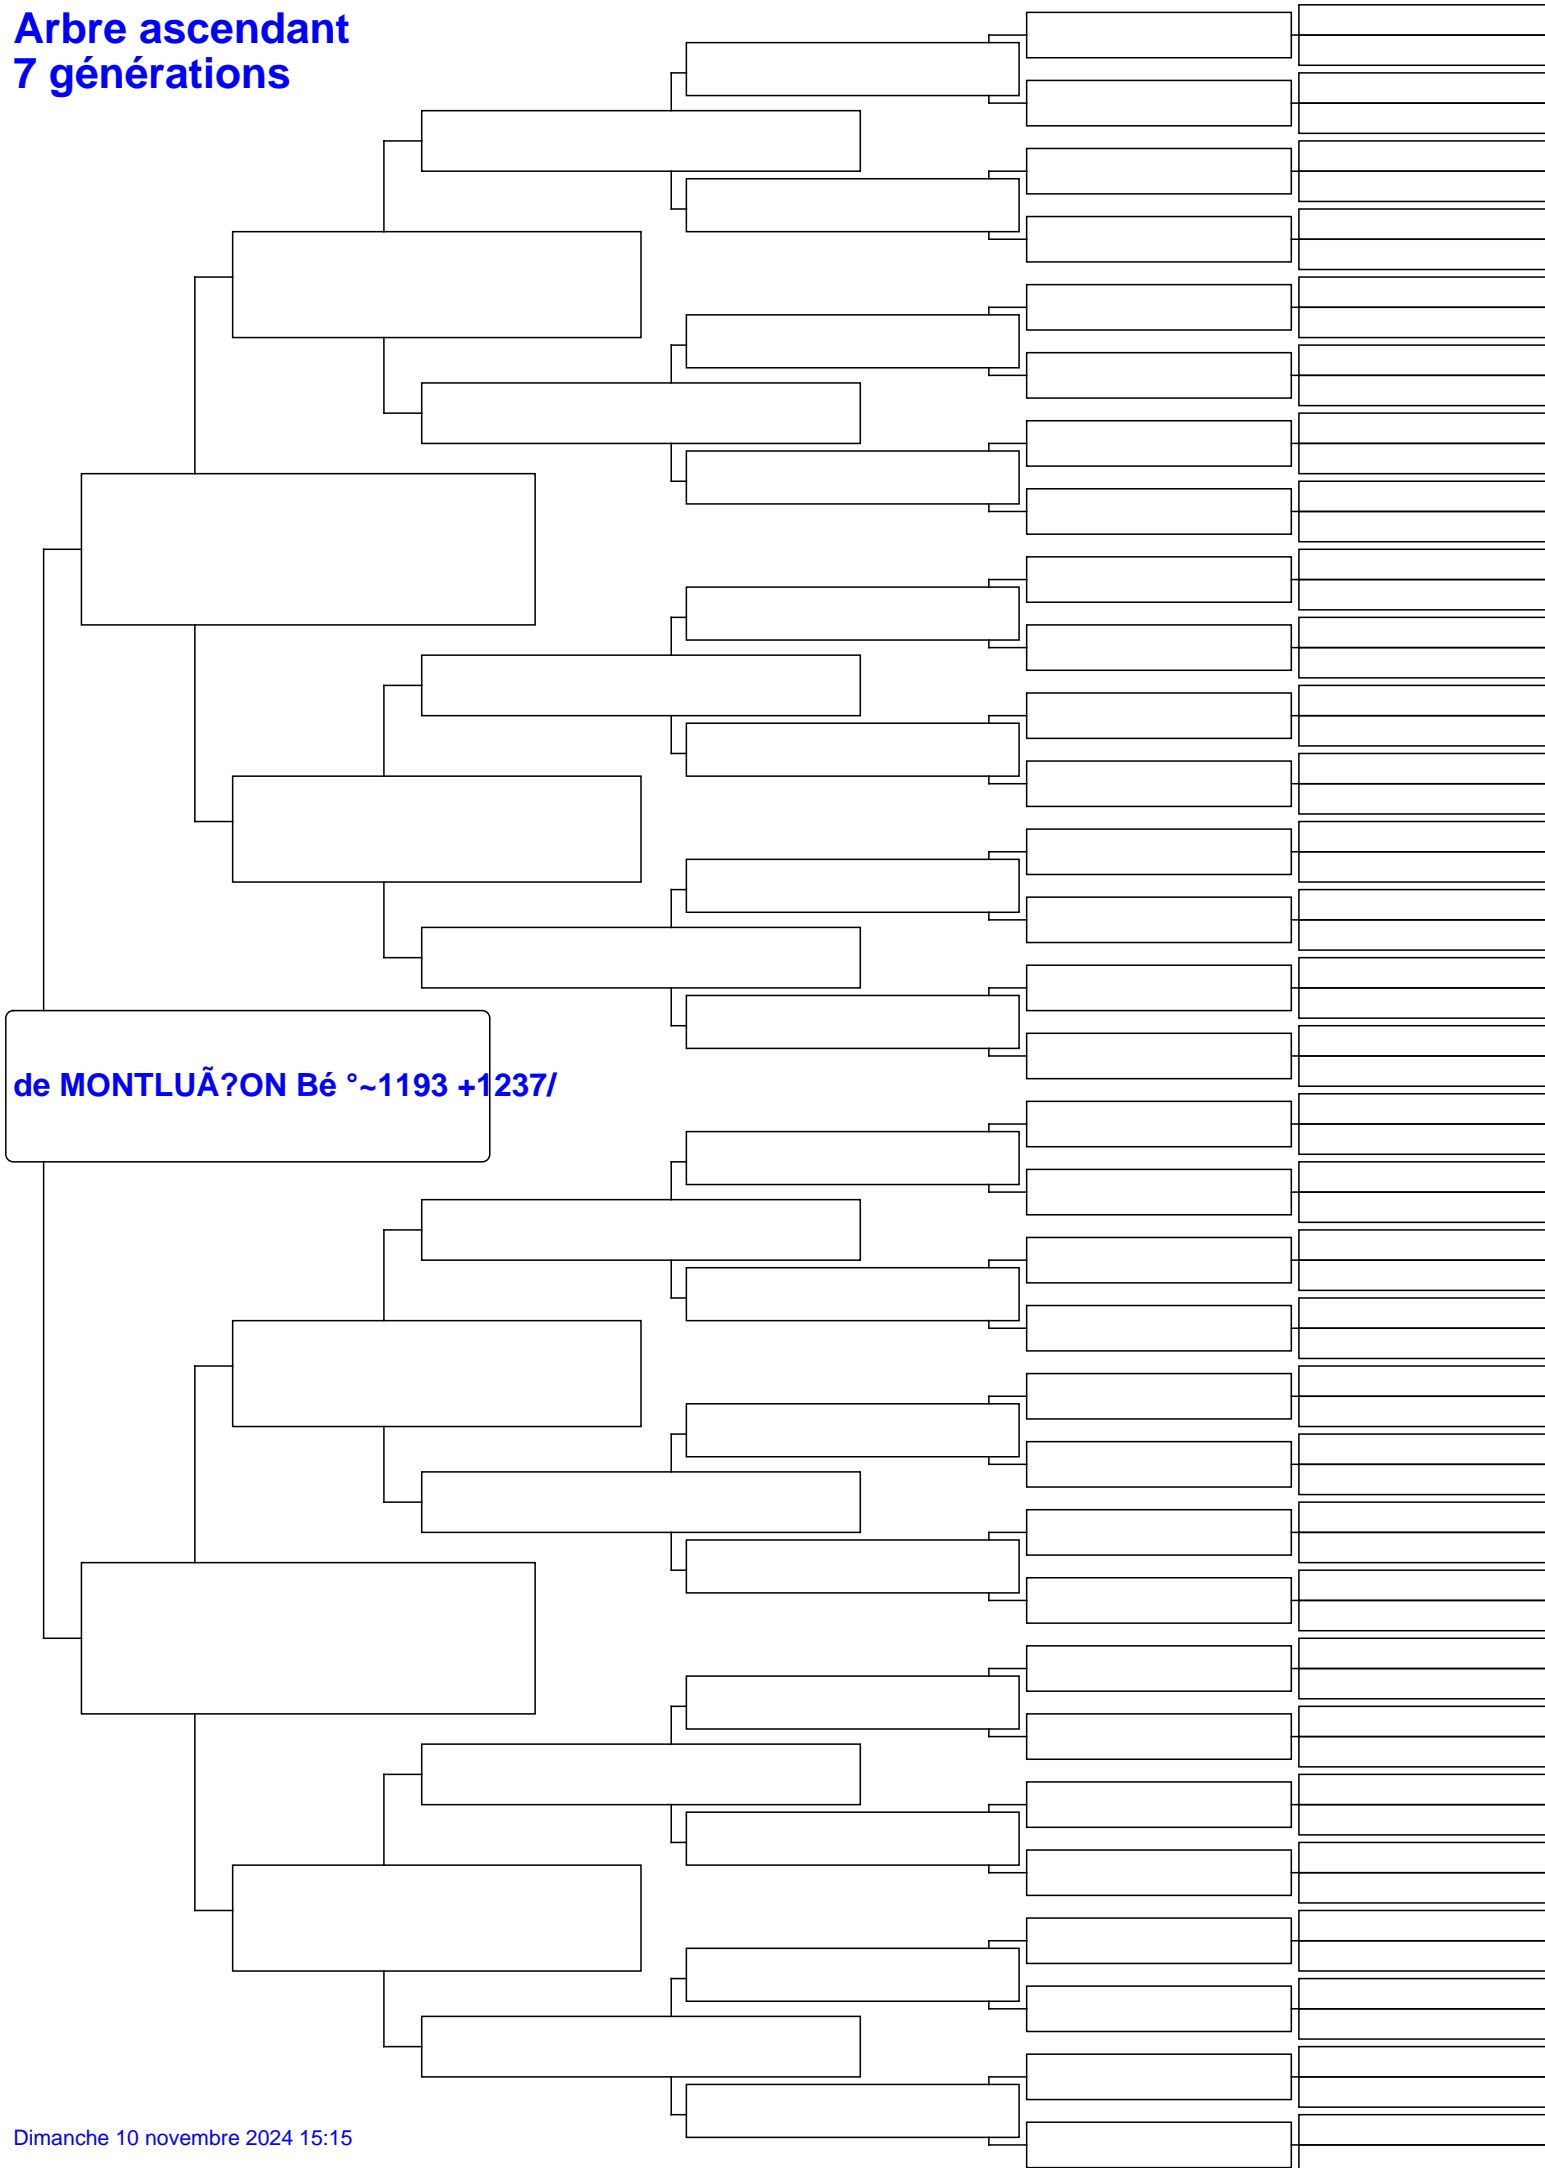 Arbre ascendant
7 générations
de MONTLUÃ?ON Bé °~1193 +1237/
Dimanche 10 novembre 2024 15:15